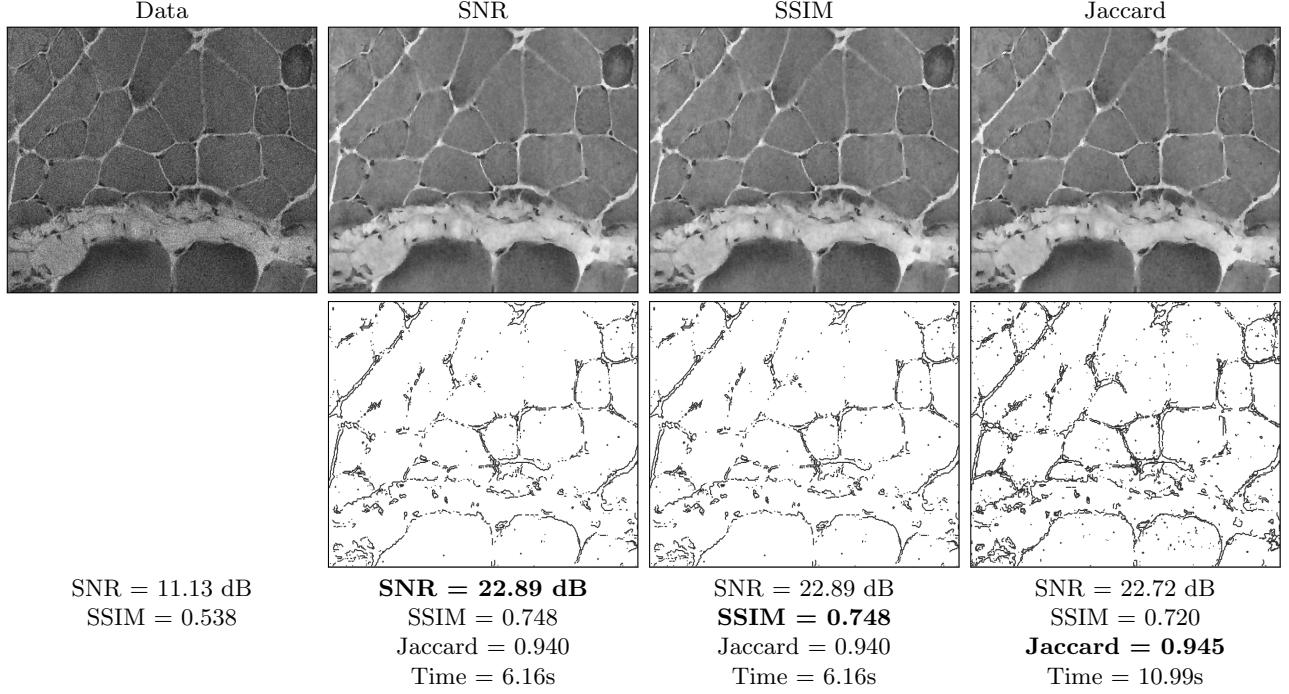 Data SNR SSIM Jaccard
SNR = 11.13 dB SNR = 22.89 dB SNR = 22.89 dB SNR = 22.72 dB
SSIM = 0.538 SSIM = 0.748 SSIM = 0.748 SSIM = 0.720
Jaccard = 0.940 Jaccard = 0.940 Jaccard = 0.945
Time = 6.16s Time = 6.16s Time = 10.99s